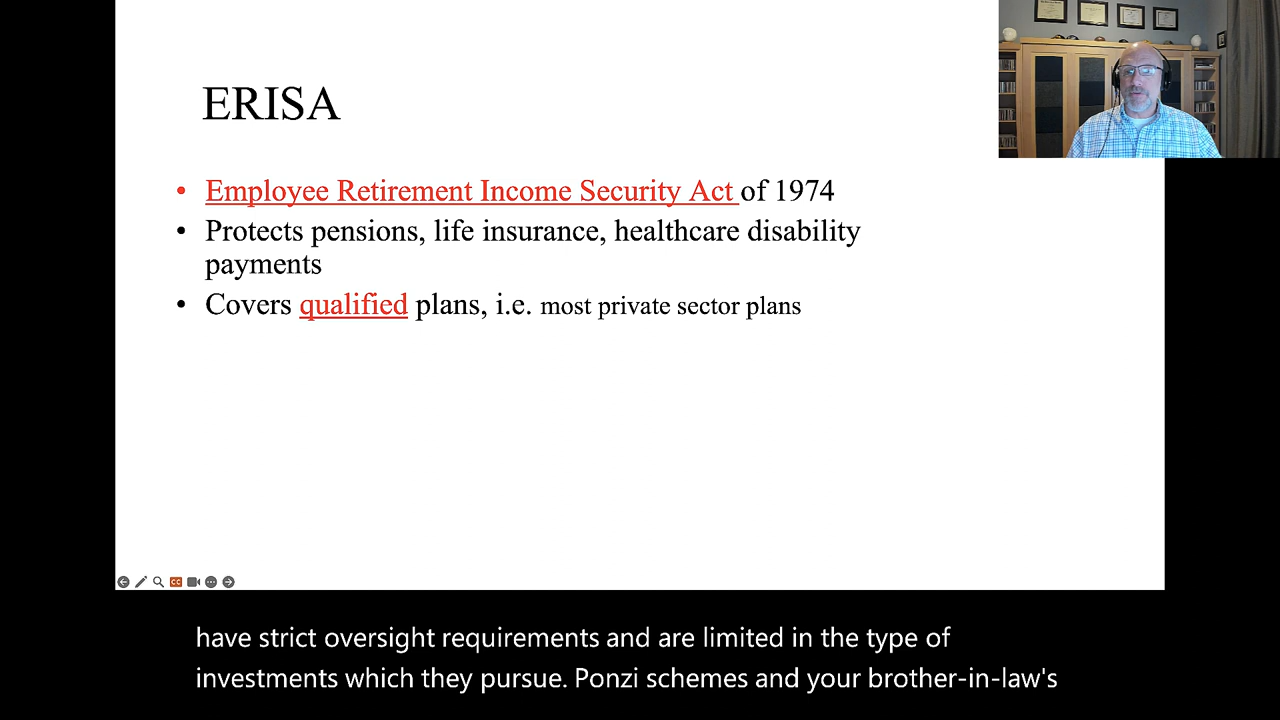 ERISA
• Employee Retirement Income Security Act of 1974
• Protects pensions, life insurance, healthcare disability
payments
• Covers qualified plans, i.e. most private sector plans
CC
have strict oversight requirements and are limited in the type of
investments which they pursue. Ponzi schemes and your brother-in-law's